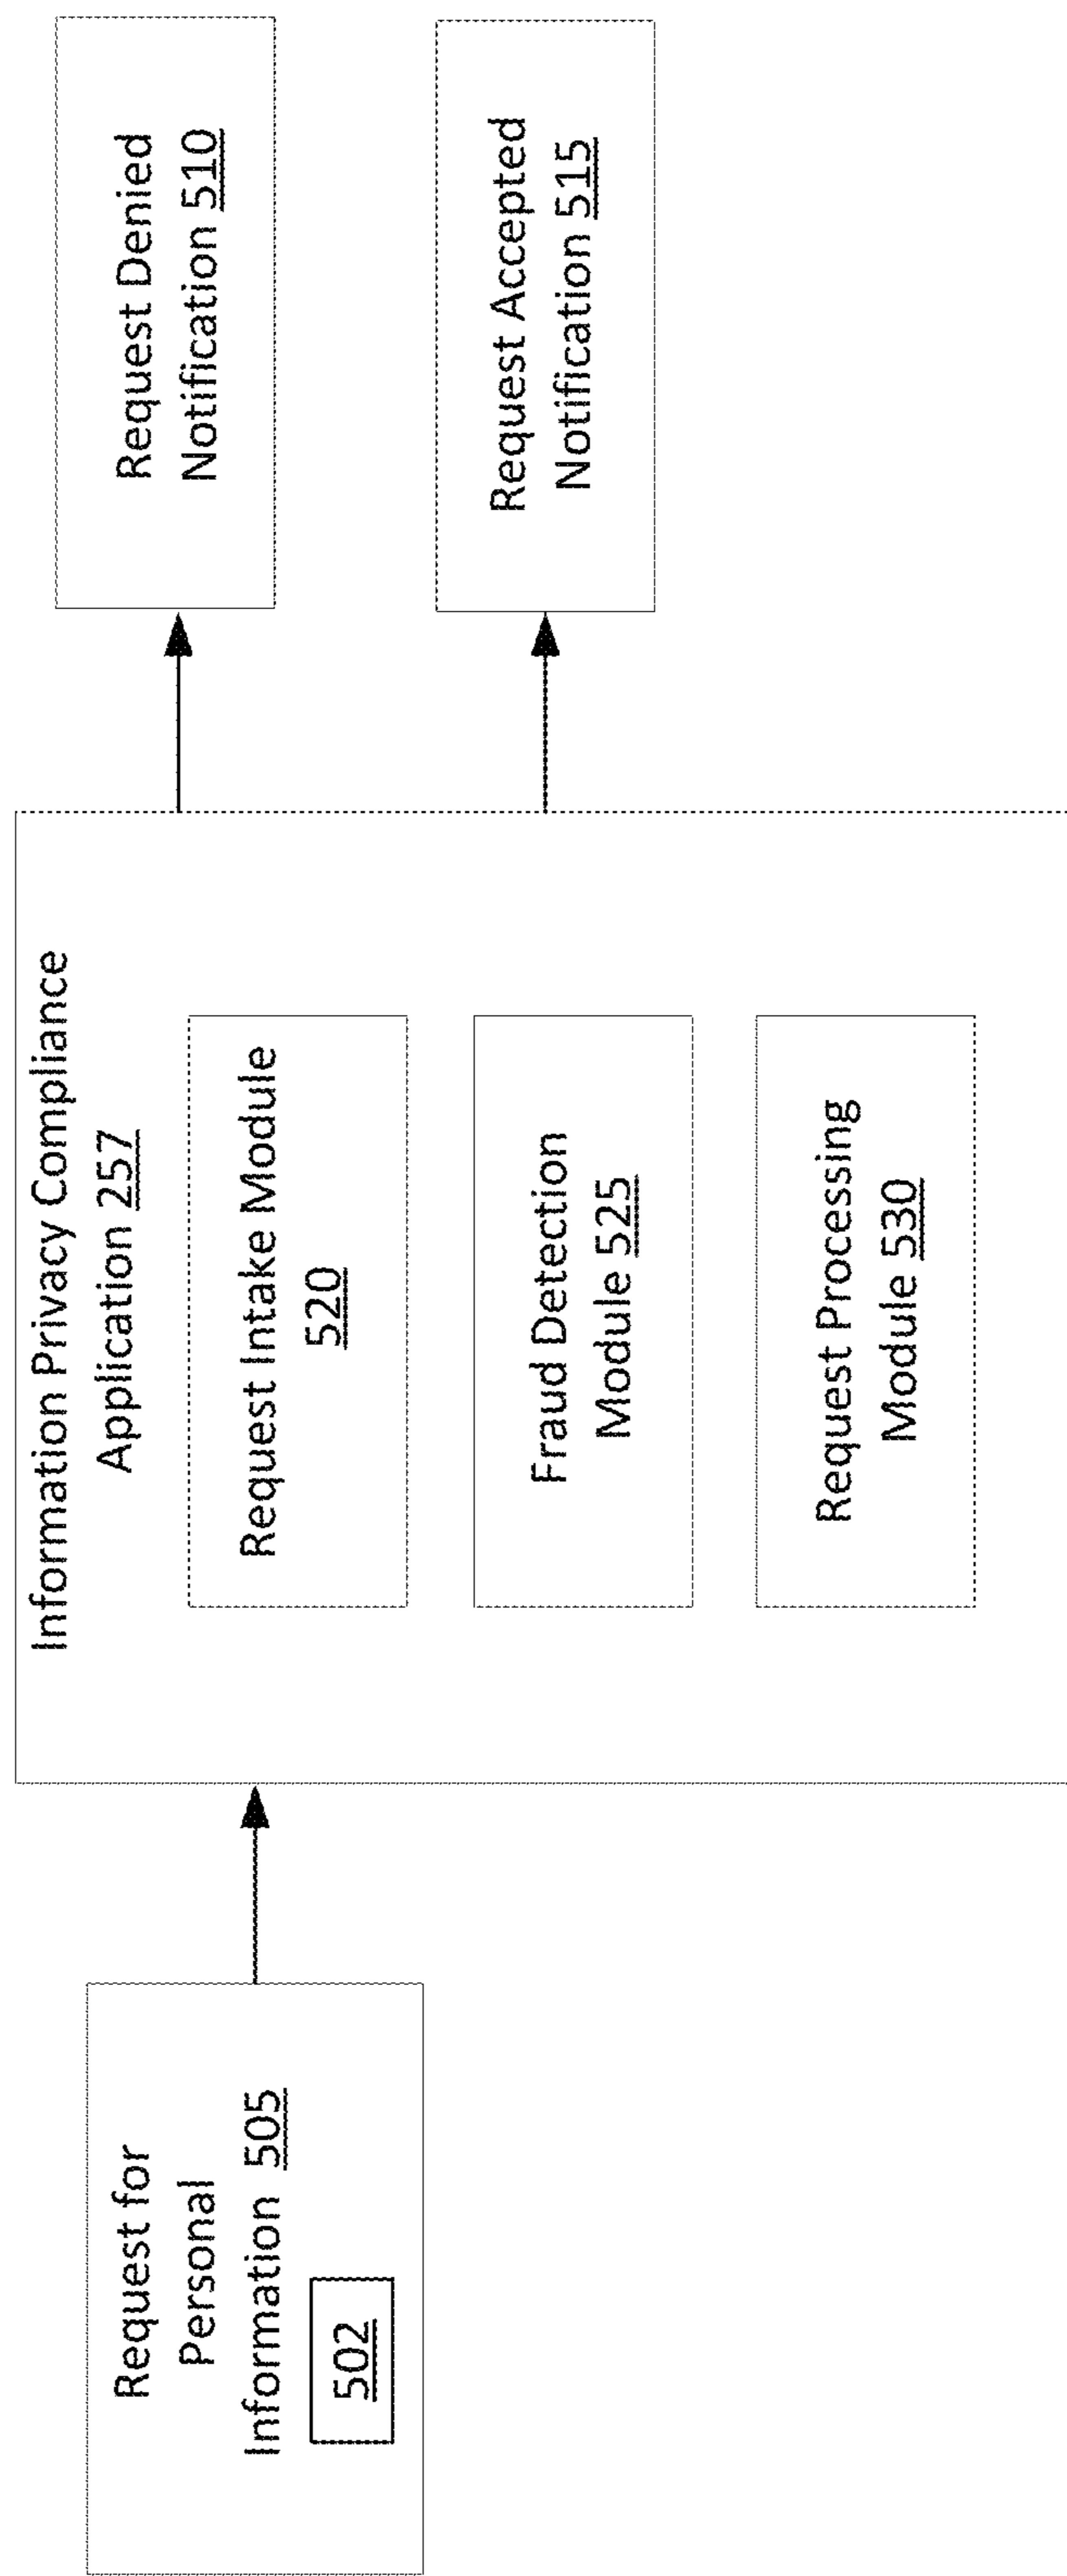 Request for
Personal
Information 505
502
Information Privacy Compliance
Application 257
Request Intake Module
520
Fraud Detection
Module 525
Request Processing
Module 530
Request Denied
Notification 510
Request Accepted
Notification 515